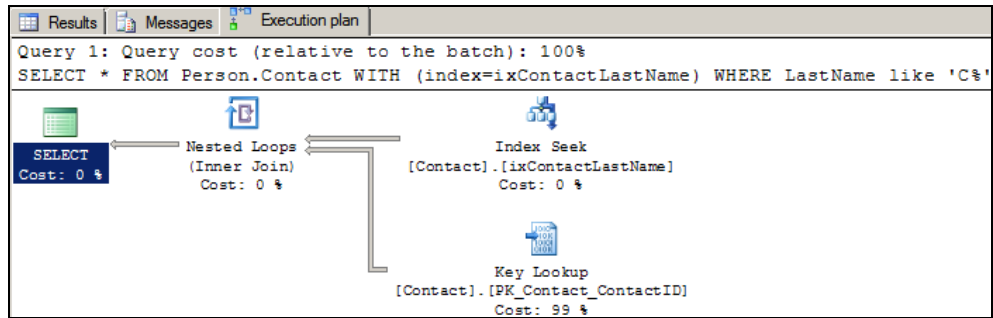 Results Messages Execution plan
Query 1: Query cost (relative to the batch): 100%
SELECT * FROM Person.Contact WITH (index=ixContactLastName) WHERE LastName like 'C%'
SELECT
Cost: 0 %
Nested Loops
(Inner Join)
Cost: 0 %
Index Seek
[Contact].[ixContactLastName]
Cost: 0 %
Key Lookup
[Contact].[PK_Contact_ContactID]
Cost: 99 %